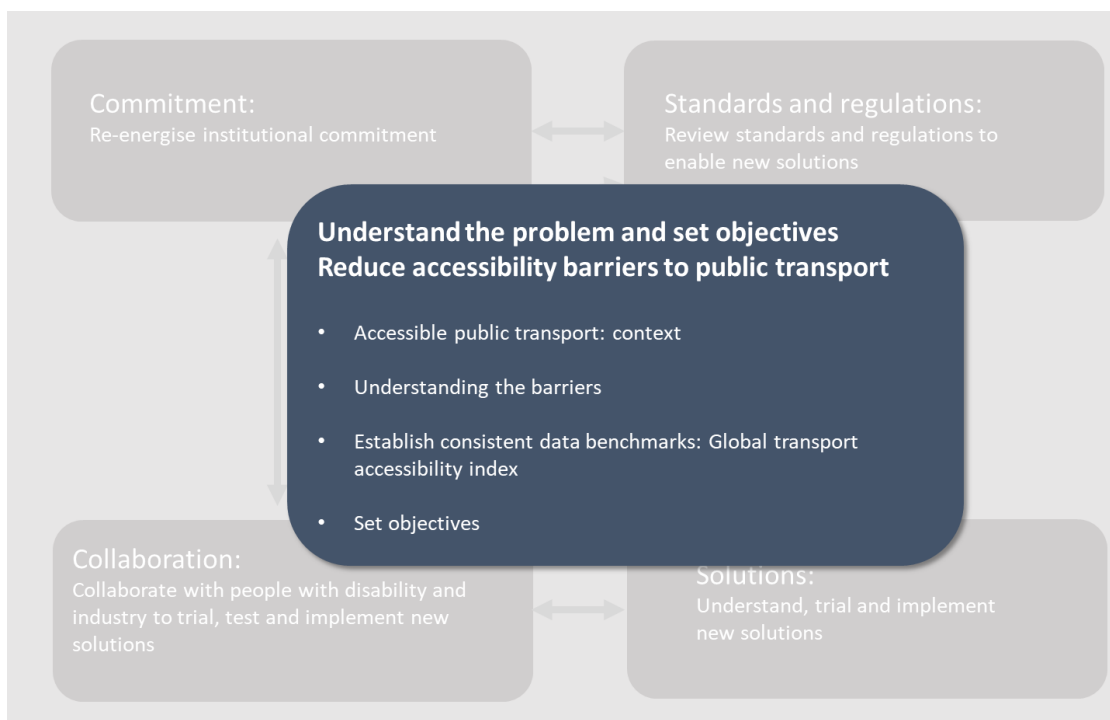 Commitment:
Re-energise institutional commitment
Standards and regulations:
Review standards and regulations to
enable new solutions
Understand the problem and set objectives
Reduce accessibility barriers to public transport
• Accessible public transport: context
• Understanding the barriers
• Establish consistent data benchmarks: Global transport
accessibility index
• Set objectives
Collaboration:
Collaborate with people with disability and
industry to trial, test and implement new
solutions
Solutions:
Understand, trial and implement
new solutions